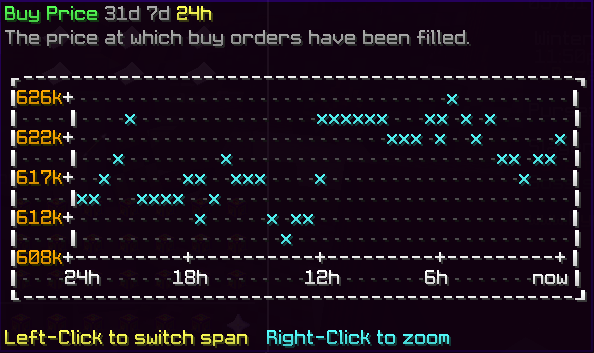 Buy Price 31d 7d 24h
The price at which buy orders have been filled.
626k
622k
617k
612k
608k
24h 18h 12h 6h now
Left-Click to switch span Right-Click to zoom